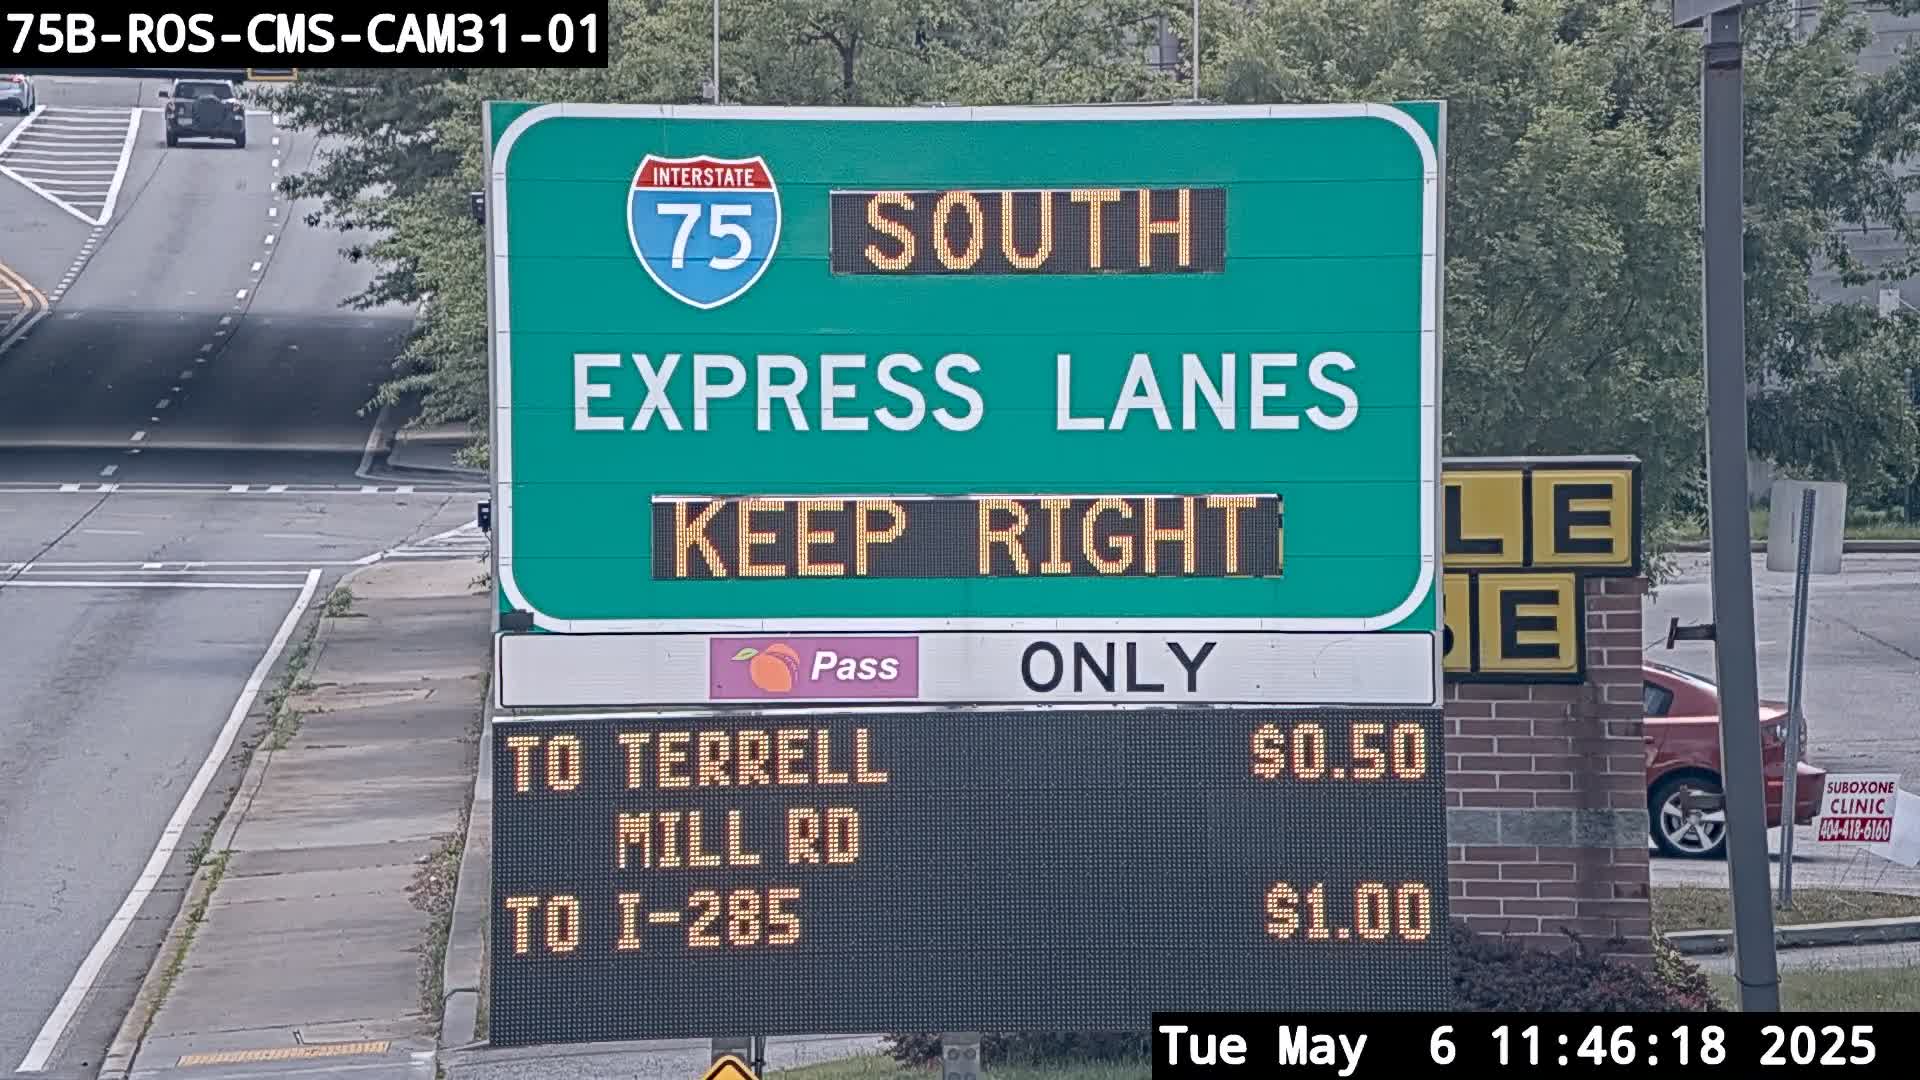 75B-ROS-CMS-CAM31-01
INTERSTATE
75
SOUTH
EXPRESS LANES
KEEP RIGHT
Pass ONLY
TO TERRELL $0.50
MILL RD
TO I-285 $1.00
LE
E
SUBOXONE
CLINIC
404-418-6160
Tue May 6 11:46:18 2025